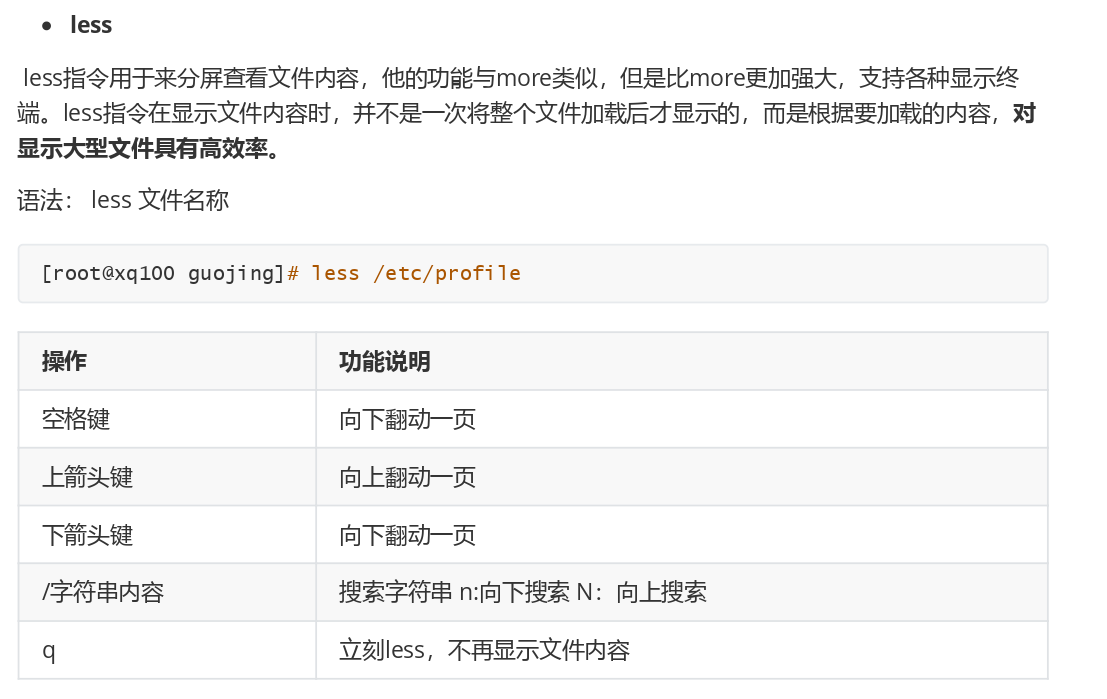 less
less指令用于来分屏查看文件内容，他的功能与more类似，但是比more更加强大，支持各种显示终
端。less指令在显示文件内容时，并不是一次将整个文件加载后才显示的，而是根据要加载的内容，对
显示大型文件具有高效率。
语法： less 文件名称
[root@xq100 guojing]# less /etc/profile
操作 功能说明
空格键 向下翻动一页
上箭头键 向上翻动一页
下箭头键 向下翻动一页
/字符串内容 搜索字符串 n:向下搜索 N：向上搜索
q 立刻less，不再显示文件内容